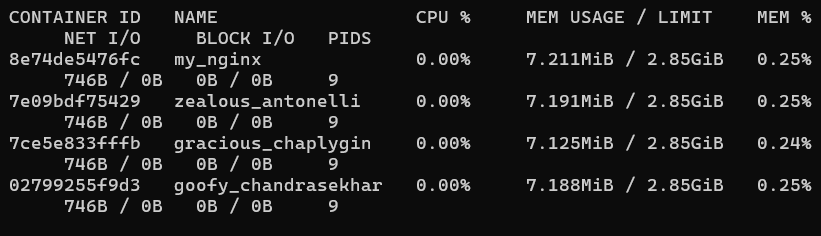 CONTAINER ID   NAME                  CPU %     MEM USAGE / LIMIT    MEM %
     NET I/O     BLOCK I/O   PIDS
8e74de5476fc   my_nginx              0.00%     7.211MiB / 2.85GiB   0.25%
     746B / 0B   0B / 0B     9
7e09bdf75429   zealous_antonelli     0.00%     7.191MiB / 2.85GiB   0.25%
     746B / 0B   0B / 0B     9
7ce5e833fffb   gracious_chaplygin    0.00%     7.125MiB / 2.85GiB   0.24%
     746B / 0B   0B / 0B     9
02799255f9d3   goofy_chandrasekhar   0.00%     7.188MiB / 2.85GiB   0.25%
     746B / 0B   0B / 0B     9